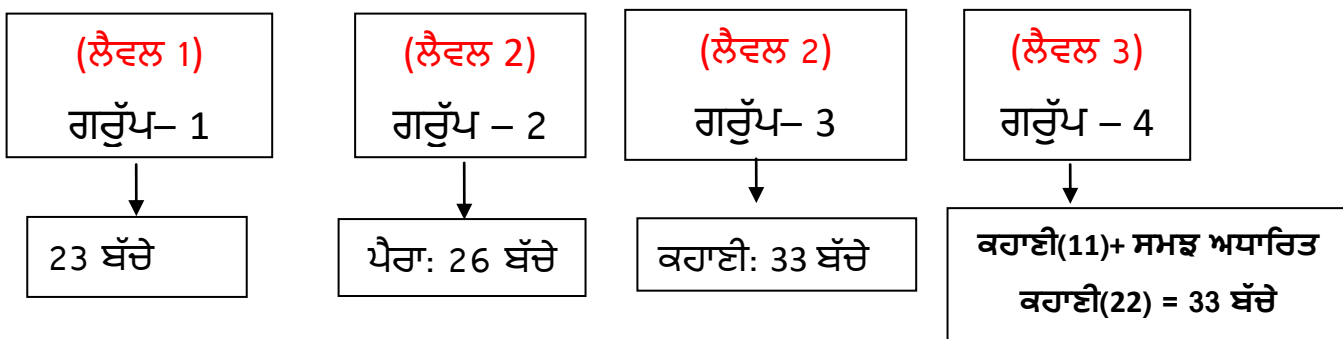 (ਲੈਵਲ 1)
ਗਰੁੱਪ– 1
(ਲੈਵਲ 2)
ਗਰੁੱਪ – 2
(ਲੈਵਲ 2)
ਗਰੁੱਪ– 3
(ਲੈਵਲ 3)
ਗਰੁੱਪ – 4
23 ਬੱਚੇ
ਪੈਰਾ: 26 ਬੱਚੇ
ਕਹਾਣੀ: 33 ਬੱਚੇ
ਕਹਾਣੀ(11)+ ਸਮਝ ਅਧਾਰਿਤ
ਕਹਾਣੀ(22) = 33 ਬੱਚੇ